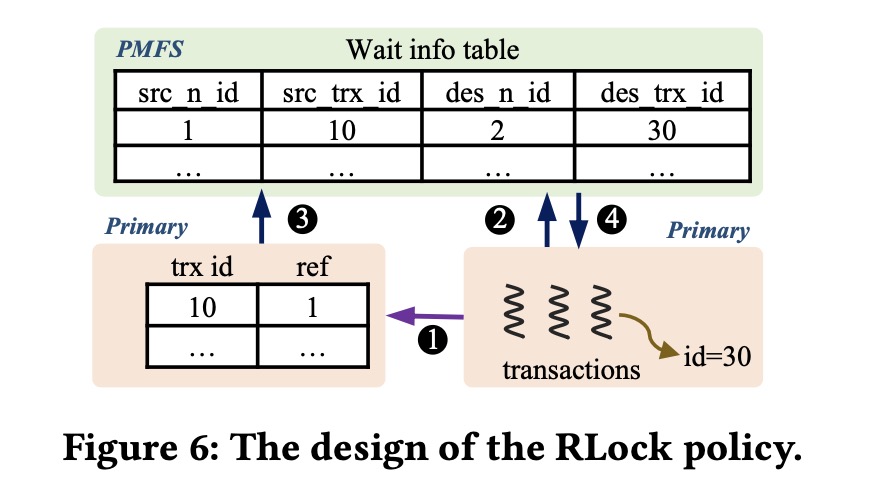 PMFS Wait info table
src_n_id src_trx_id des_n_id des_trx_id
1 10 2 30
... ... ... ...
Primary ❸ ❷ ❹ Primary
trx id ref
10 1
... ...
❶
transactions id=30
Figure 6: The design of the RLock policy.